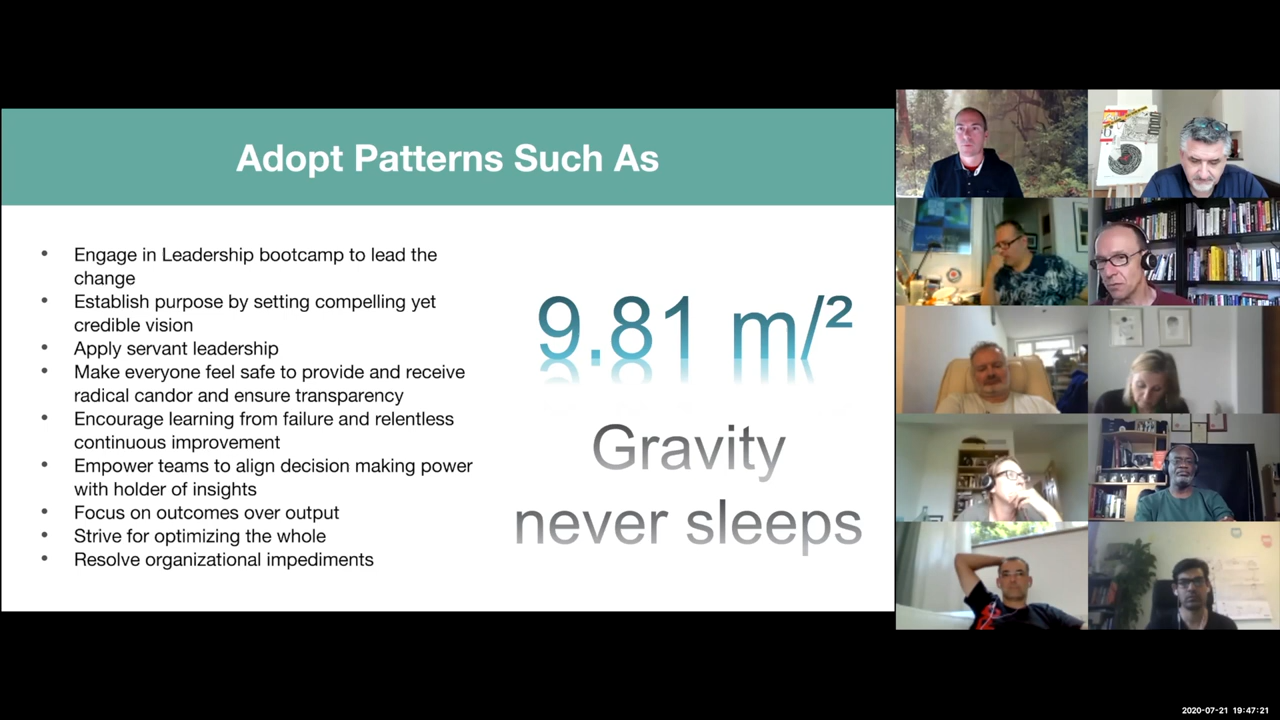 Adopt Patterns Such As
• Engage in Leadership bootcamp to lead the
change
• Establish purpose by setting compelling yet
credible vision
• Apply servant leadership
• Make everyone feel safe to provide and receive
radical candor and ensure transparency
• Encourage learning from failure and relentless
continuous improvement
• Empower teams to align decision making power
with holder of insights
• Focus on outcomes over output
• Strive for optimizing the whole
• Resolve organizational impediments
9.81 m/²
Gravity
never sleeps
2020-07-21 19:47:21